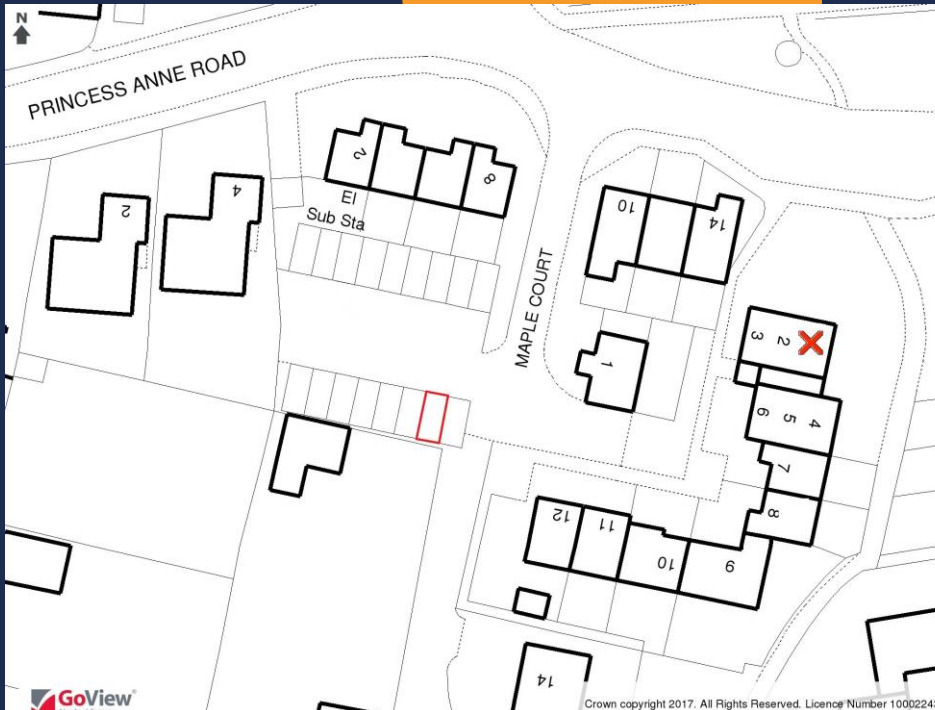 N
PRINCESS ANNE ROAD
2
4
2
8
El
Sub Sta
MAPLE COURT
10
14
1
3
2
6
5
4
7
8
12
11
10
9
14
GoView
Crown copyright 2017. All Rights Reserved. Licence Number 1000224